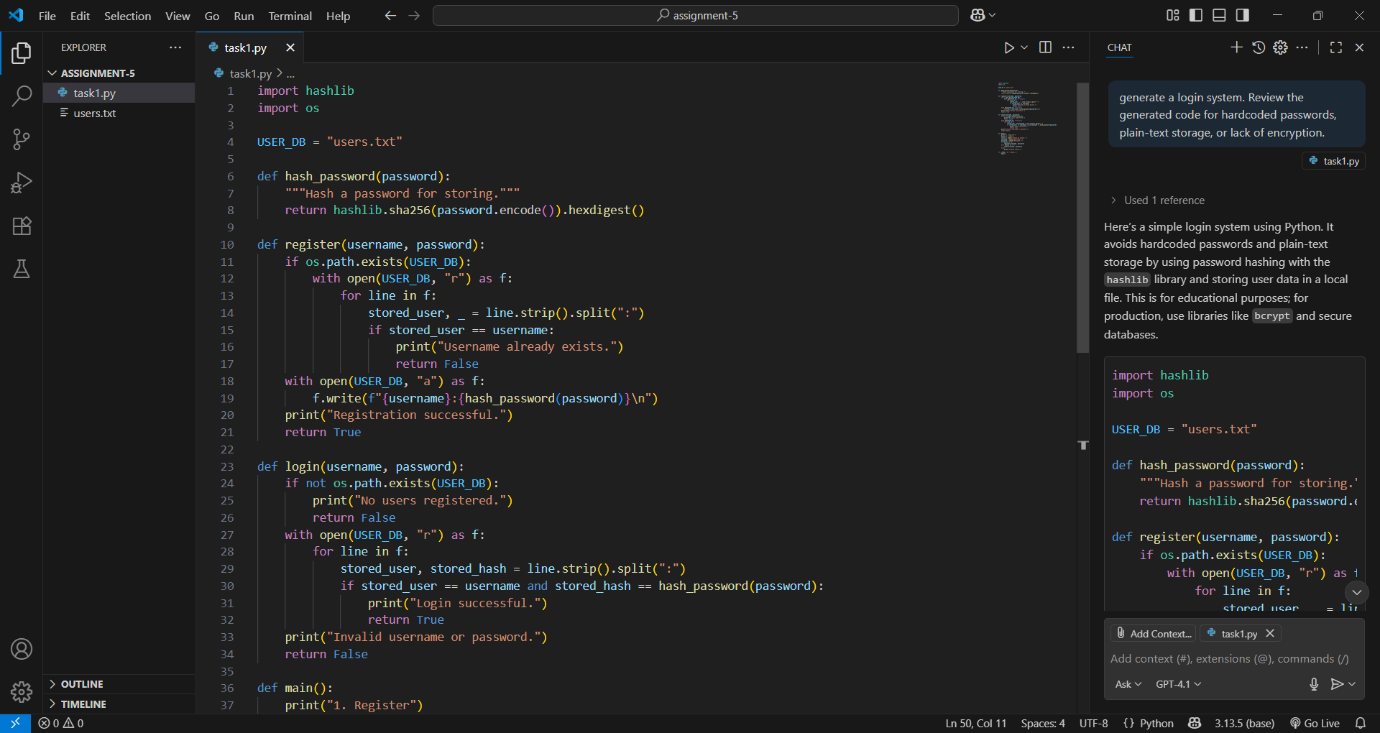 File Edit Selection View Go Run Terminal Help
assignment-5
EXPLORER
ASSIGNMENT-5
task1.py
users.txt
OUTLINE
TIMELINE
task1.py
task1.py > ...
1 import hashlib
2 import os
3
4 USER_DB = "users.txt"
5
6 def hash_password(password):
7 """Hash a password for storing."""
8 return hashlib.sha256(password.encode()).hexdigest()
9
10 def register(username, password):
11 if os.path.exists(USER_DB):
12 with open(USER_DB, "r") as f:
13 for line in f:
14 stored_user, _ = line.strip().split(":")
15 if stored_user == username:
16 print("Username already exists.")
17 return False
18 with open(USER_DB, "a") as f:
19 f.write(f"{username}:{hash_password(password)}\n")
20 print("Registration successful.")
21 return True
22
23 def login(username, password):
24 if not os.path.exists(USER_DB):
25 print("No users registered.")
26 return False
27 with open(USER_DB, "r") as f:
28 for line in f:
29 stored_user, stored_hash = line.strip().split(":")
30 if stored_user == username and stored_hash == hash_password(password):
31 print("Login successful.")
32 return True
33 print("Invalid username or password.")
34 return False
35
36 def main():
37 print("1. Register")
CHAT
generate a login system. Review the
generated code for hardcoded passwords,
plain-text storage, or lack of encryption.
task1.py
Used 1 reference
Here's a simple login system using Python. It
avoids hardcoded passwords and plain-text
storage by using password hashing with the
hashlib library and storing user data in a local
file. This is for educational purposes; for
production, use libraries like bcrypt and secure
databases.
import hashlib
import os
USER_DB = "users.txt"
def hash_password(password):
"""Hash a password for storing."
return hashlib.sha256(password.e
def register(username, password):
if os.path.exists(USER_DB):
with open(USER_DB, "r") as f
for line in f:
Add Context... task1.py
Add context (#), extensions (@), commands (/)
Ask GPT-4.1
0 0
Ln 50, Col 11 Spaces: 4 UTF-8 {} Python 3.13.5 (base) Go Live